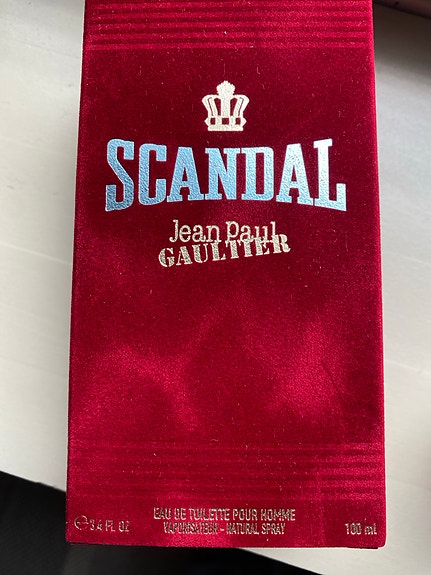 SCANDAL
Jean Paul
GAULTIER
EAU DE TOILETTE POUR HOMME
℮ 3.4 FL OZ VAPORISATEUR - NATURAL SPRAY 100 ml